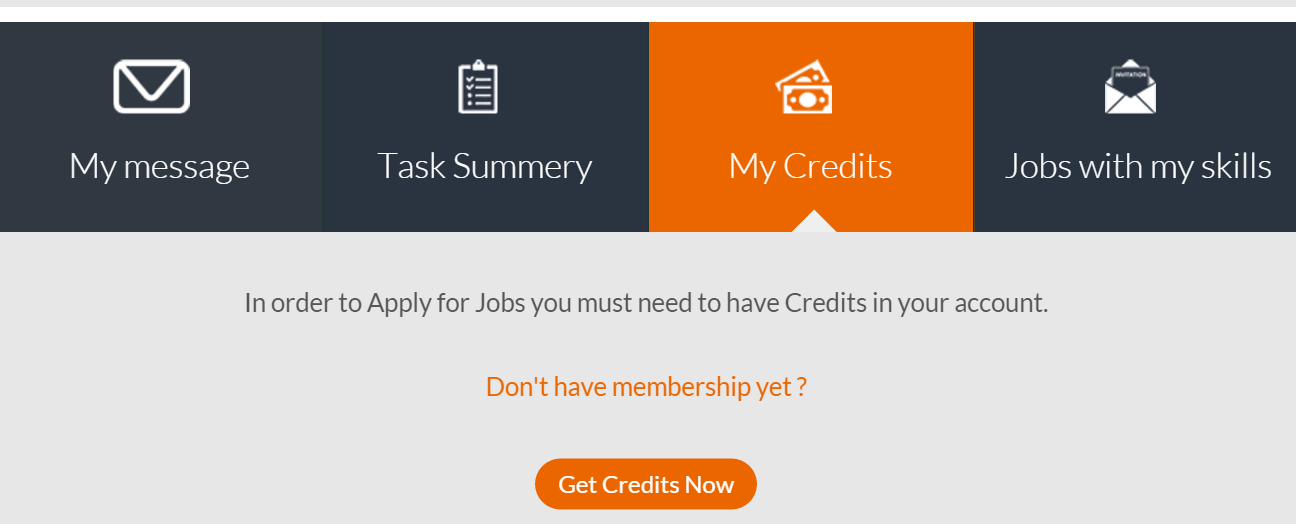 INVITATION
My message
Task Summery
My Credits
Jobs with my skills
In order to Apply for Jobs you must need to have Credits in your account.
Don't have membership yet ?
Get Credits Now